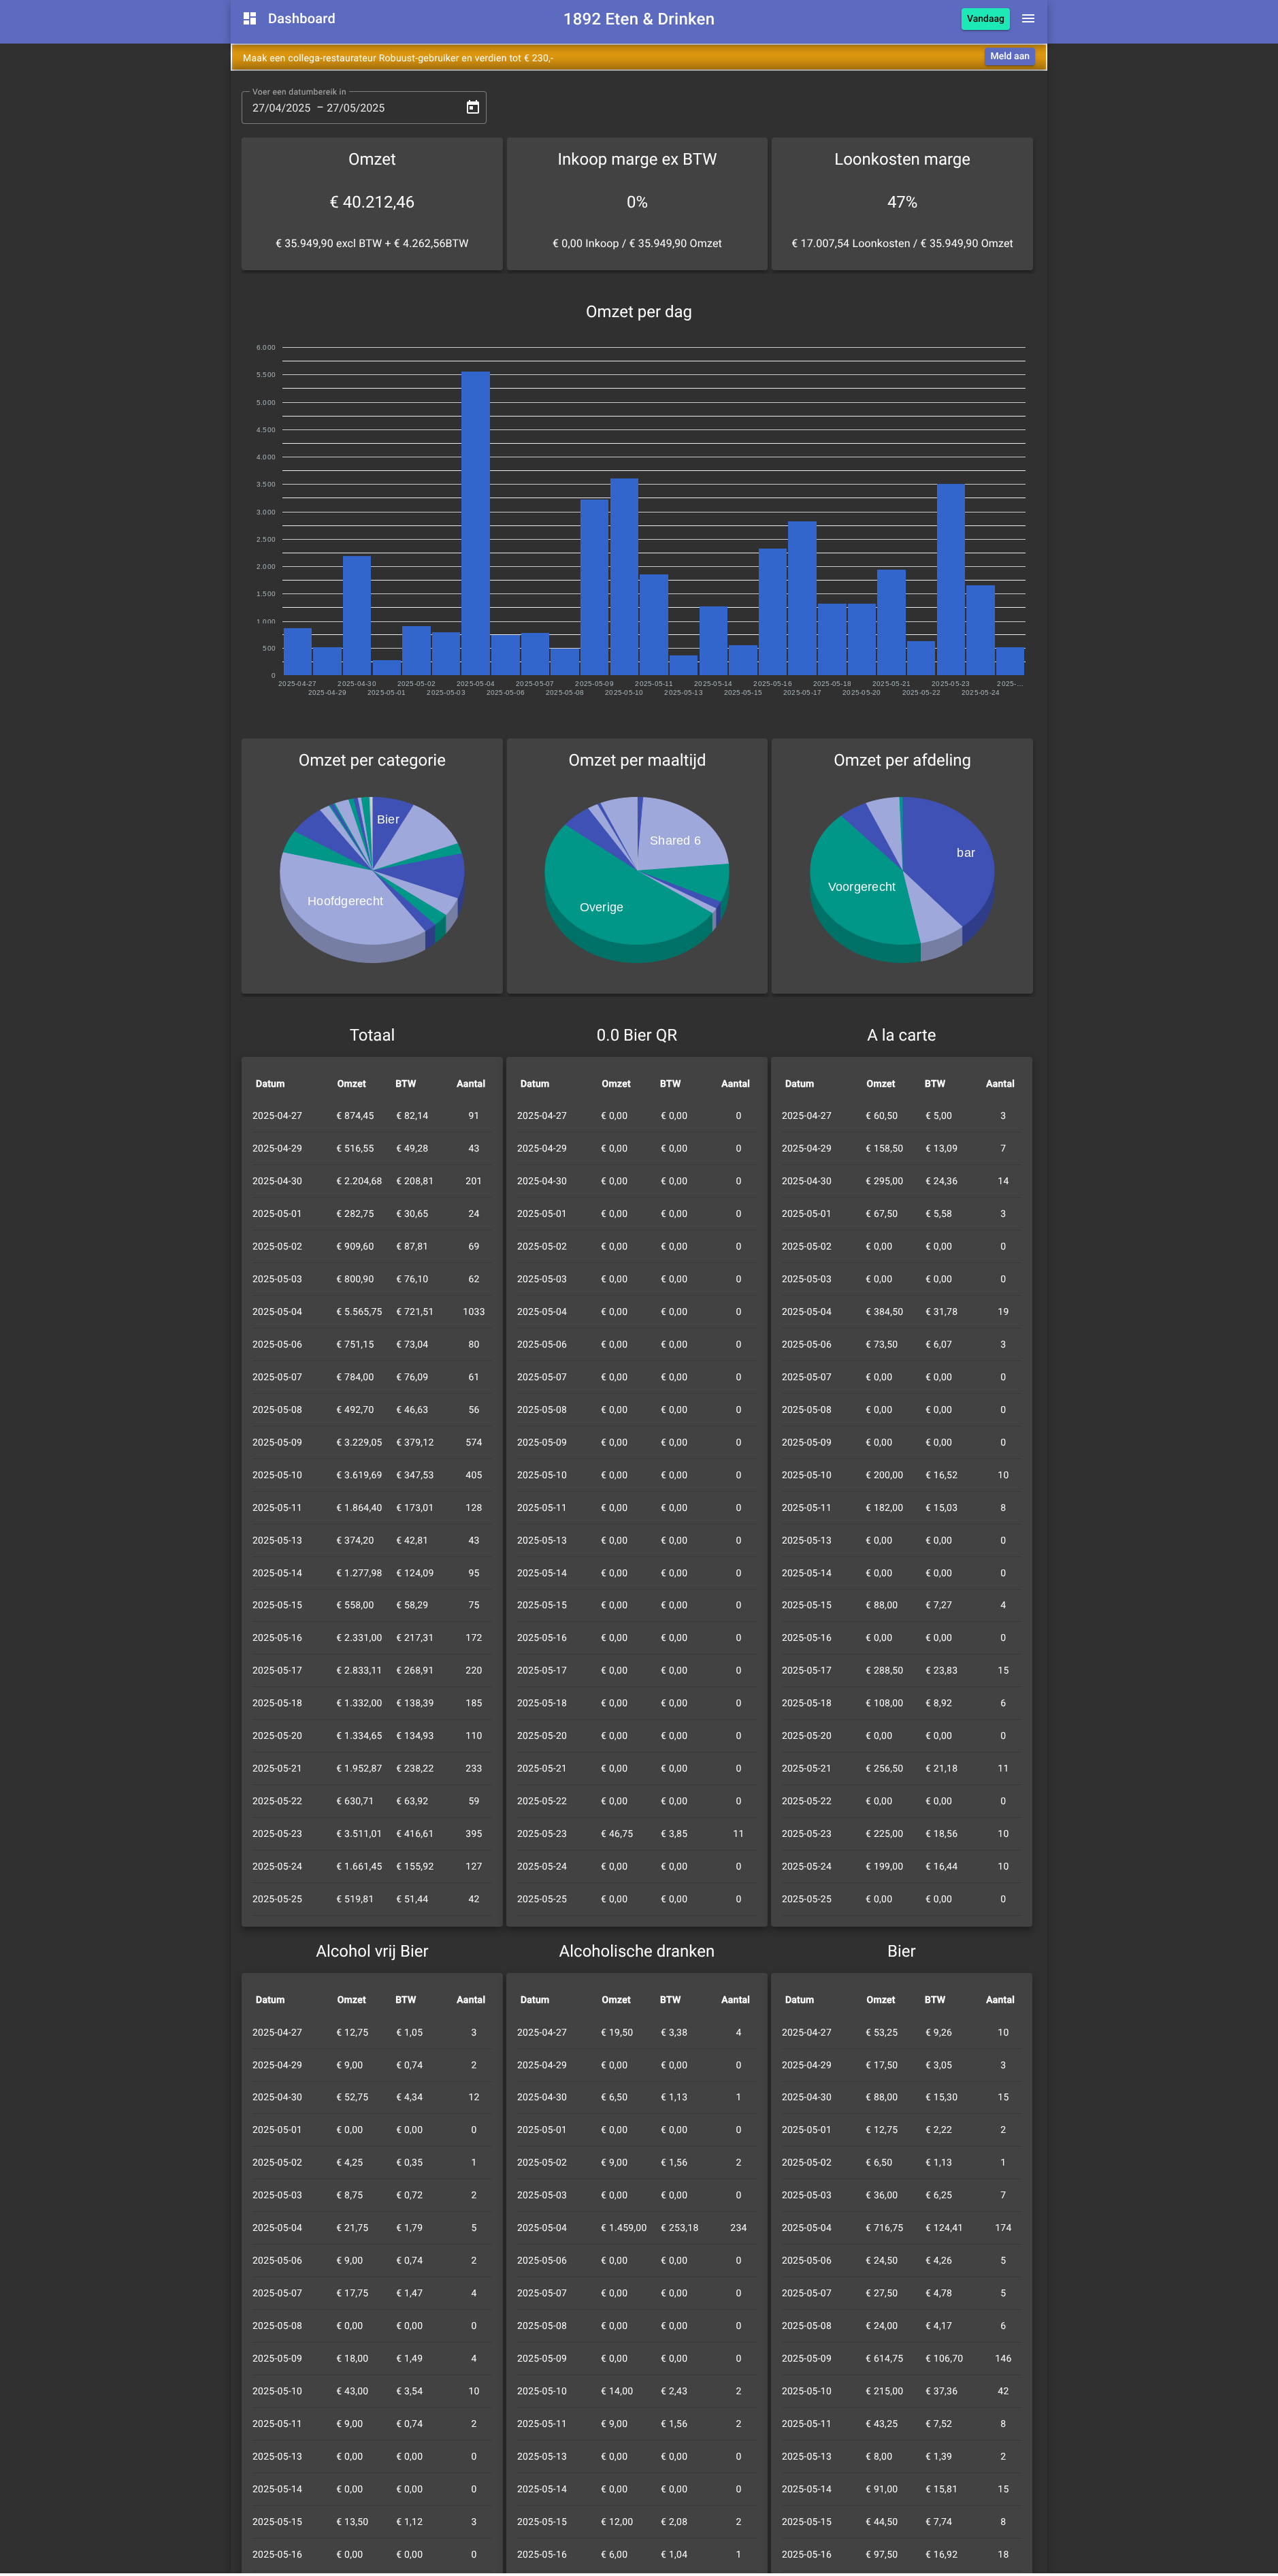 Dashboard
1892 Eten & Drinken
Vandaag
Maak een collega-restaurateur Robuust-gebruiker en verdien tot € 230,-
Meld aan
Voer een datumbereik in
27/04/2025 – 27/05/2025
Omzet
€ 40.212,46
€ 35.949,90 excl BTW + € 4.262,56BTW
Inkoop marge ex BTW
0%
€ 0,00 Inkoop / € 35.949,90 Omzet
Loonkosten marge
47%
€ 17.007,54 Loonkosten / € 35.949,90 Omzet
Omzet per dag
6.000
5.500
5.000
4.500
4.000
3.500
3.000
2.500
2.000
1.500
1.000
500
0
2025-04-27 2025-04-30 2025-05-02 2025-05-04 2025-05-07 2025-05-09 2025-05-11 2025-05-14 2025-05-16 2025-05-18 2025-05-21 2025-05-23 2025-...
2025-04-29 2025-05-01 2025-05-03 2025-05-06 2025-05-08 2025-05-10 2025-05-13 2025-05-15 2025-05-17 2025-05-20 2025-05-22 2025-05-24
Omzet per categorie
Bier
Hoofdgerecht
Omzet per maaltijd
Shared 6
Overige
Omzet per afdeling
bar
Voorgerecht
Totaal
Datum Omzet BTW Aantal
2025-04-27 € 874,45 € 82,14 91
2025-04-29 € 516,55 € 49,28 43
2025-04-30 € 2.204,68 € 208,81 201
2025-05-01 € 282,75 € 30,65 24
2025-05-02 € 909,60 € 87,81 69
2025-05-03 € 800,90 € 76,10 62
2025-05-04 € 5.565,75 € 721,51 1033
2025-05-06 € 751,15 € 73,04 80
2025-05-07 € 784,00 € 76,09 61
2025-05-08 € 492,70 € 46,63 56
2025-05-09 € 3.229,05 € 379,12 574
2025-05-10 € 3.619,69 € 347,53 405
2025-05-11 € 1.864,40 € 173,01 128
2025-05-13 € 374,20 € 42,81 43
2025-05-14 € 1.277,98 € 124,09 95
2025-05-15 € 558,00 € 58,29 75
2025-05-16 € 2.331,00 € 217,31 172
2025-05-17 € 2.833,11 € 268,91 220
2025-05-18 € 1.332,00 € 138,39 185
2025-05-20 € 1.334,65 € 134,93 110
2025-05-21 € 1.952,87 € 238,22 233
2025-05-22 € 630,71 € 63,92 59
2025-05-23 € 3.511,01 € 416,61 395
2025-05-24 € 1.661,45 € 155,92 127
2025-05-25 € 519,81 € 51,44 42
0.0 Bier QR
Datum Omzet BTW Aantal
2025-04-27 € 0,00 € 0,00 0
2025-04-29 € 0,00 € 0,00 0
2025-04-30 € 0,00 € 0,00 0
2025-05-01 € 0,00 € 0,00 0
2025-05-02 € 0,00 € 0,00 0
2025-05-03 € 0,00 € 0,00 0
2025-05-04 € 0,00 € 0,00 0
2025-05-06 € 0,00 € 0,00 0
2025-05-07 € 0,00 € 0,00 0
2025-05-08 € 0,00 € 0,00 0
2025-05-09 € 0,00 € 0,00 0
2025-05-10 € 0,00 € 0,00 0
2025-05-11 € 0,00 € 0,00 0
2025-05-13 € 0,00 € 0,00 0
2025-05-14 € 0,00 € 0,00 0
2025-05-15 € 0,00 € 0,00 0
2025-05-16 € 0,00 € 0,00 0
2025-05-17 € 0,00 € 0,00 0
2025-05-18 € 0,00 € 0,00 0
2025-05-20 € 0,00 € 0,00 0
2025-05-21 € 0,00 € 0,00 0
2025-05-22 € 0,00 € 0,00 0
2025-05-23 € 46,75 € 3,85 11
2025-05-24 € 0,00 € 0,00 0
2025-05-25 € 0,00 € 0,00 0
A la carte
Datum Omzet BTW Aantal
2025-04-27 € 60,50 € 5,00 3
2025-04-29 € 158,50 € 13,09 7
2025-04-30 € 295,00 € 24,36 14
2025-05-01 € 67,50 € 5,58 3
2025-05-02 € 0,00 € 0,00 0
2025-05-03 € 0,00 € 0,00 0
2025-05-04 € 384,50 € 31,78 19
2025-05-06 € 73,50 € 6,07 3
2025-05-07 € 0,00 € 0,00 0
2025-05-08 € 0,00 € 0,00 0
2025-05-09 € 0,00 € 0,00 0
2025-05-10 € 200,00 € 16,52 10
2025-05-11 € 182,00 € 15,03 8
2025-05-13 € 0,00 € 0,00 0
2025-05-14 € 0,00 € 0,00 0
2025-05-15 € 88,00 € 7,27 4
2025-05-16 € 0,00 € 0,00 0
2025-05-17 € 288,50 € 23,83 15
2025-05-18 € 108,00 € 8,92 6
2025-05-20 € 0,00 € 0,00 0
2025-05-21 € 256,50 € 21,18 11
2025-05-22 € 0,00 € 0,00 0
2025-05-23 € 225,00 € 18,56 10
2025-05-24 € 199,00 € 16,44 10
2025-05-25 € 0,00 € 0,00 0
Alcohol vrij Bier
Datum Omzet BTW Aantal
2025-04-27 € 12,75 € 1,05 3
2025-04-29 € 9,00 € 0,74 2
2025-04-30 € 52,75 € 4,34 12
2025-05-01 € 0,00 € 0,00 0
2025-05-02 € 4,25 € 0,35 1
2025-05-03 € 8,75 € 0,72 2
2025-05-04 € 21,75 € 1,79 5
2025-05-06 € 9,00 € 0,74 2
2025-05-07 € 17,75 € 1,47 4
2025-05-08 € 0,00 € 0,00 0
2025-05-09 € 18,00 € 1,49 4
2025-05-10 € 43,00 € 3,54 10
2025-05-11 € 9,00 € 0,74 2
2025-05-13 € 0,00 € 0,00 0
2025-05-14 € 0,00 € 0,00 0
2025-05-15 € 13,50 € 1,12 3
2025-05-16 € 0,00 € 0,00 0
Alcoholische dranken
Datum Omzet BTW Aantal
2025-04-27 € 19,50 € 3,38 4
2025-04-29 € 0,00 € 0,00 0
2025-04-30 € 6,50 € 1,13 1
2025-05-01 € 0,00 € 0,00 0
2025-05-02 € 9,00 € 1,56 2
2025-05-03 € 0,00 € 0,00 0
2025-05-04 € 1.459,00 € 253,18 234
2025-05-06 € 0,00 € 0,00 0
2025-05-07 € 0,00 € 0,00 0
2025-05-08 € 0,00 € 0,00 0
2025-05-09 € 0,00 € 0,00 0
2025-05-10 € 14,00 € 2,43 2
2025-05-11 € 9,00 € 1,56 2
2025-05-13 € 0,00 € 0,00 0
2025-05-14 € 0,00 € 0,00 0
2025-05-15 € 12,00 € 2,08 2
2025-05-16 € 6,00 € 1,04 1
Bier
Datum Omzet BTW Aantal
2025-04-27 € 53,25 € 9,26 10
2025-04-29 € 17,50 € 3,05 3
2025-04-30 € 88,00 € 15,30 15
2025-05-01 € 12,75 € 2,22 2
2025-05-02 € 6,50 € 1,13 1
2025-05-03 € 36,00 € 6,25 7
2025-05-04 € 716,75 € 124,41 174
2025-05-06 € 24,50 € 4,26 5
2025-05-07 € 27,50 € 4,78 5
2025-05-08 € 24,00 € 4,17 6
2025-05-09 € 614,75 € 106,70 146
2025-05-10 € 215,00 € 37,36 42
2025-05-11 € 43,25 € 7,52 8
2025-05-13 € 8,00 € 1,39 2
2025-05-14 € 91,00 € 15,81 15
2025-05-15 € 44,50 € 7,74 8
2025-05-16 € 97,50 € 16,92 18